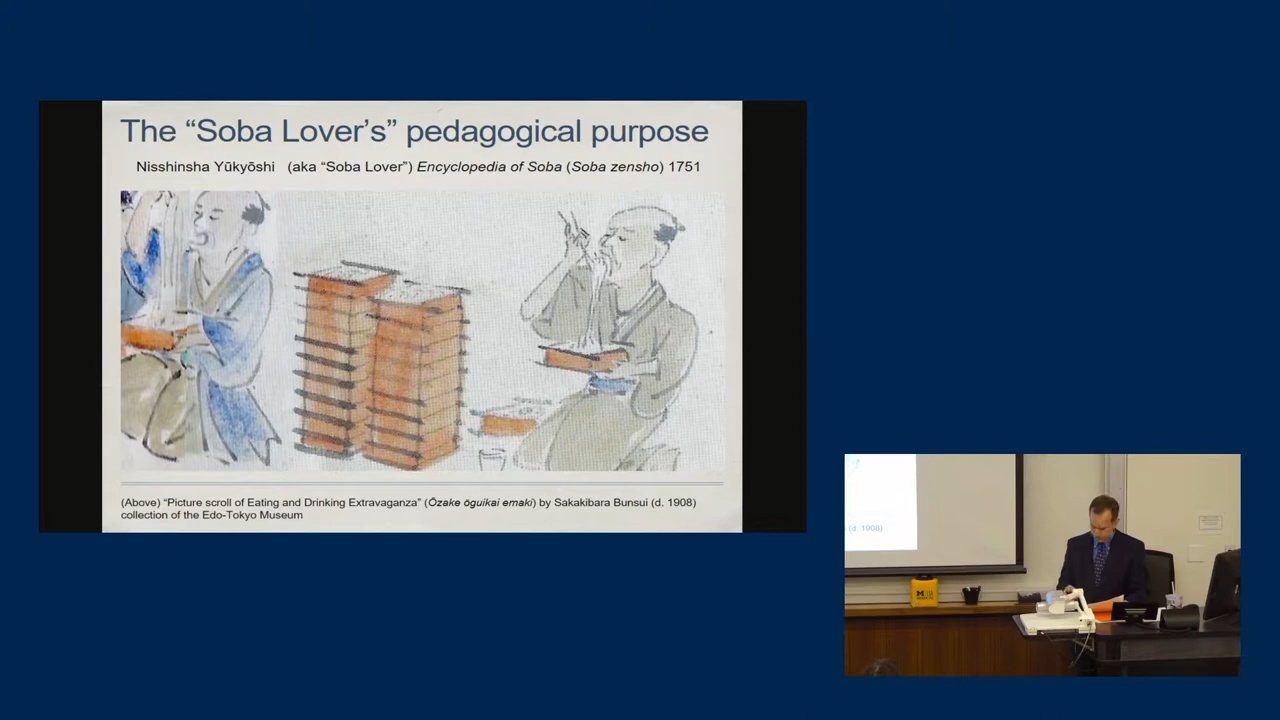 The “Soba Lover’s” pedagogical purpose
Nisshinsha Yūkyōshi (aka “Soba Lover”) Encyclopedia of Soba (Soba zensho) 1751
(Above) “Picture scroll of Eating and Drinking Extravaganza” (Ōzake ōguikai emaki) by Sakakibara Bunsui (d. 1908)
collection of the Edo-Tokyo Museum
(d. 1908)
M